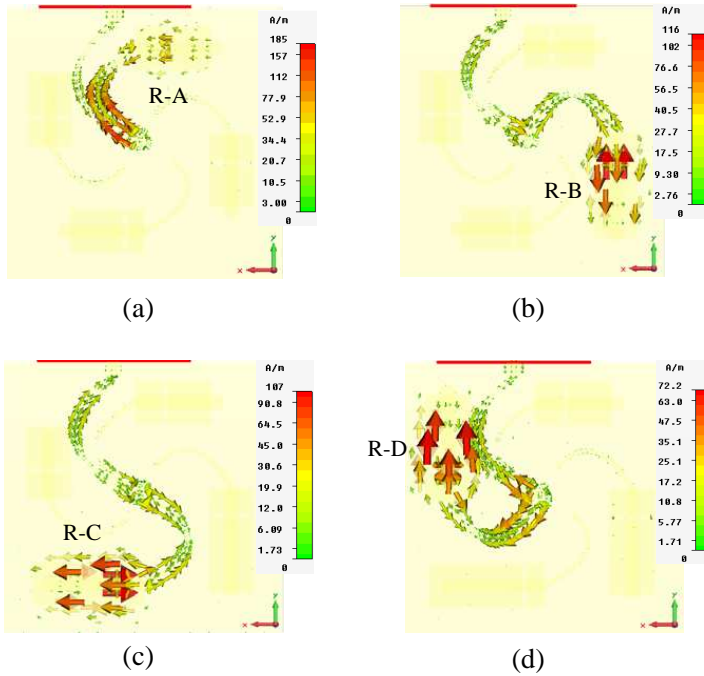 A/m
185
157
112
77.9
52.9
34.4
20.7
10.5
3.00
0
R-A
y
x
(a)
A/m
116
102
76.6
56.5
40.5
27.7
17.5
9.30
2.76
0
R-B
y
x
(b)
A/m
107
90.8
64.5
45.0
30.6
19.9
12.0
6.09
1.73
0
R-C
y
x
(c)
A/m
72.2
63.0
47.5
35.1
25.1
17.2
10.8
5.77
1.71
0
R-D
y
x
(d)